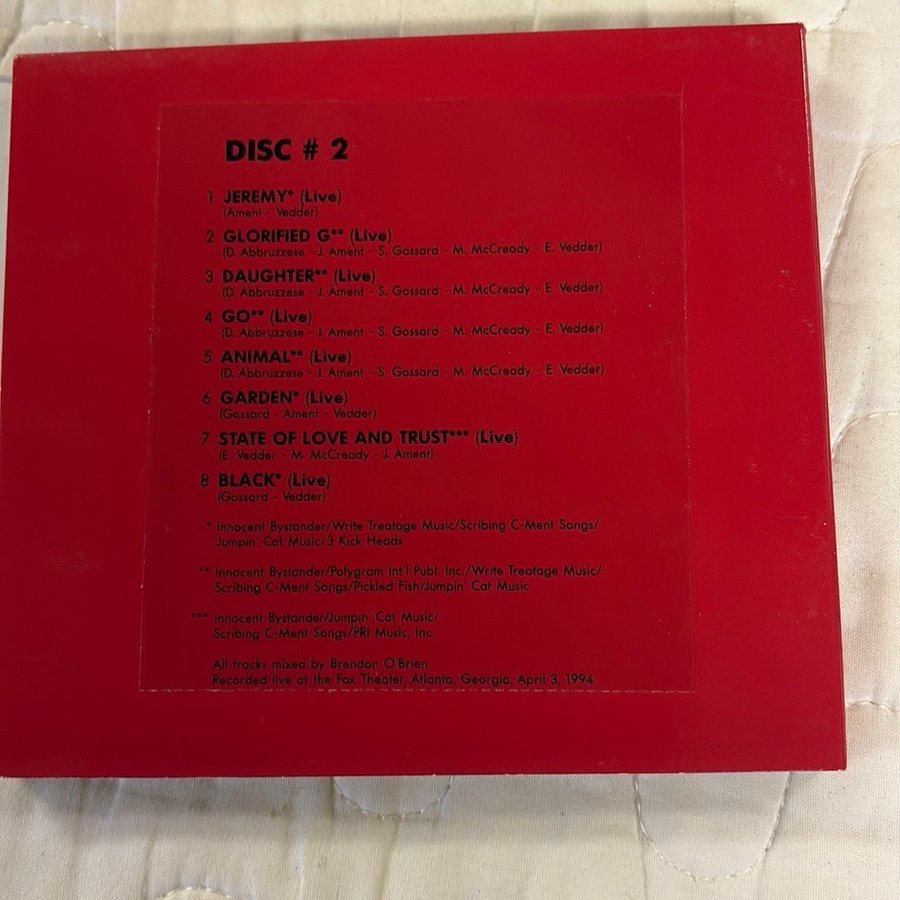 DISC # 2
1 JEREMY* (Live)
(Ament - Vedder)
2 GLORIFIED G** (Live)
(D. Abbruzzese - J. Ament - S. Gossard - M. McCready - E. Vedder)
3 DAUGHTER** (Live)
(D. Abbruzzese - J. Ament - S. Gossard - M. McCready - E. Vedder)
4 GO** (Live)
(D. Abbruzzese - J. Ament - S. Gossard - M. McCready - E. Vedder)
5 ANIMAL** (Live)
(D. Abbruzzese - J. Ament - S. Gossard - M. McCready - E. Vedder)
6 GARDEN* (Live)
(Gossard - Ament - Vedder)
7 STATE OF LOVE AND TRUST*** (Live)
(E. Vedder - M. McCready - J. Ament)
8 BLACK* (Live)
(Gossard - Vedder)
* Innocent Bystander/Write Treatage Music/Scribing C-Ment Songs/
Jumpin' Cat Music/3 Kick Heads
** Innocent Bystander/Polygram Int'l Publ. Inc./Write Treatage Music/
Scribing C-Ment Songs/Pickled Fish/Jumpin' Cat Music
*** Innocent Bystander/Jumpin' Cat Music/
Scribing C-Ment Songs/PRI Music, Inc.
All tracks mixed by Brendan O'Brien
Recorded live at the Fox Theater, Atlanta, Georgia, April 3, 1994